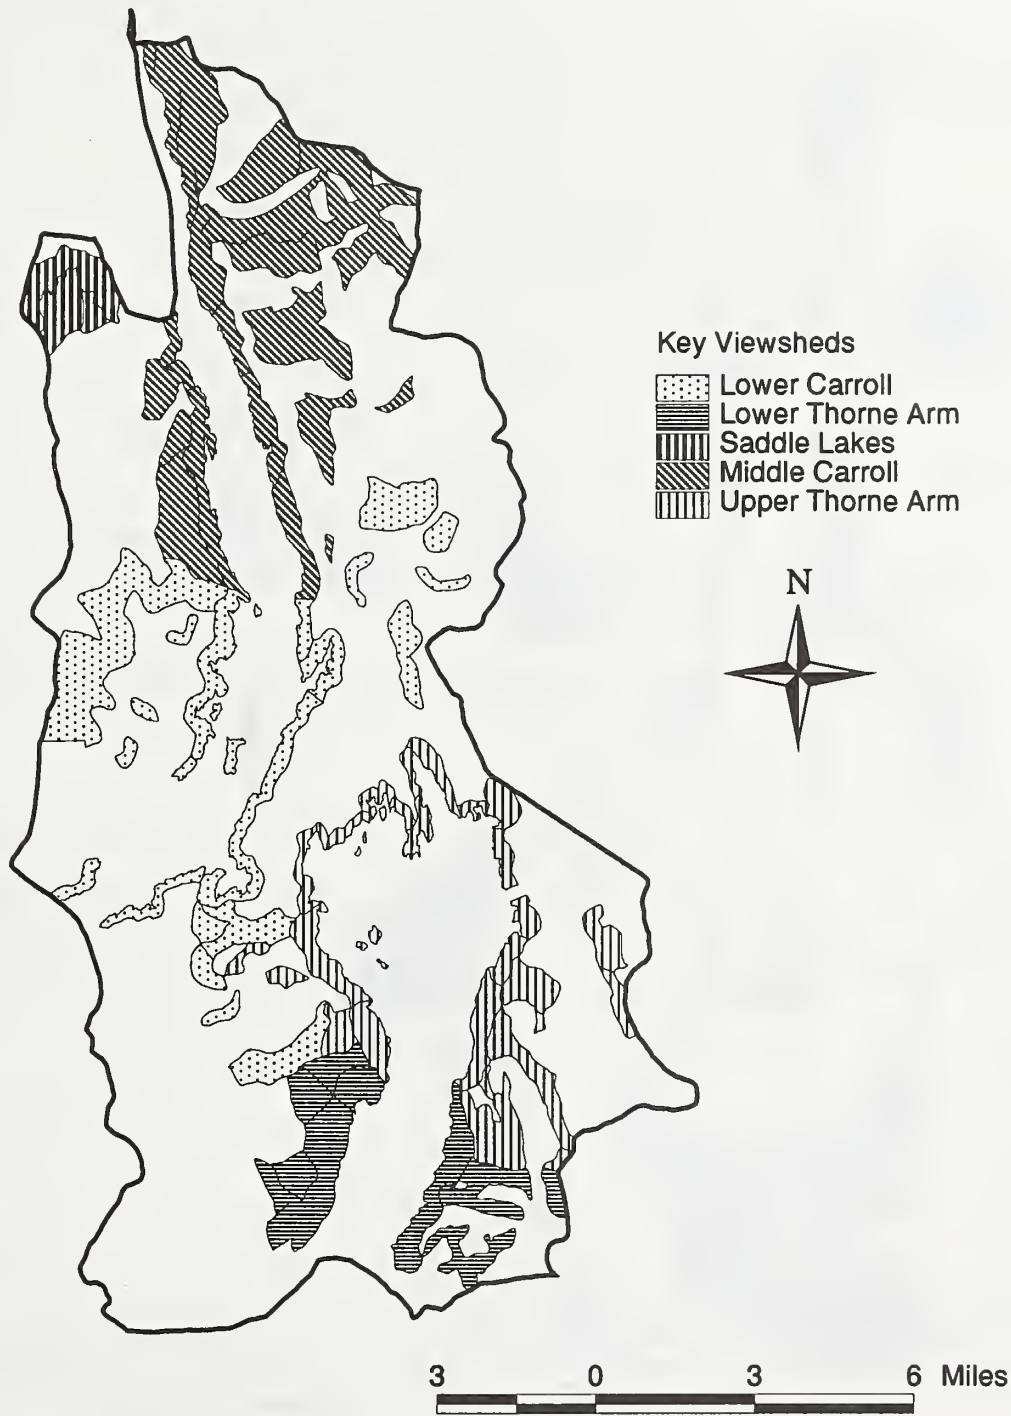 Key Viewsheds
Lower Carroll
Lower Thorne Arm
Saddle Lakes
Middle Carroll
Upper Thorne Arm
N
3 0 3 6 Miles